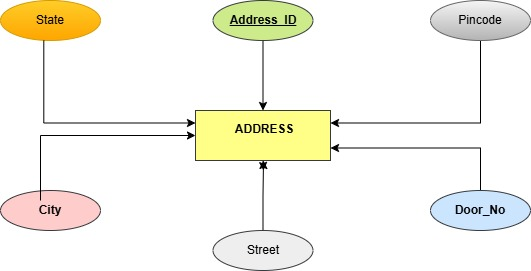 State
Address_ID
Pincode
ADDRESS
City
Door_No
Street